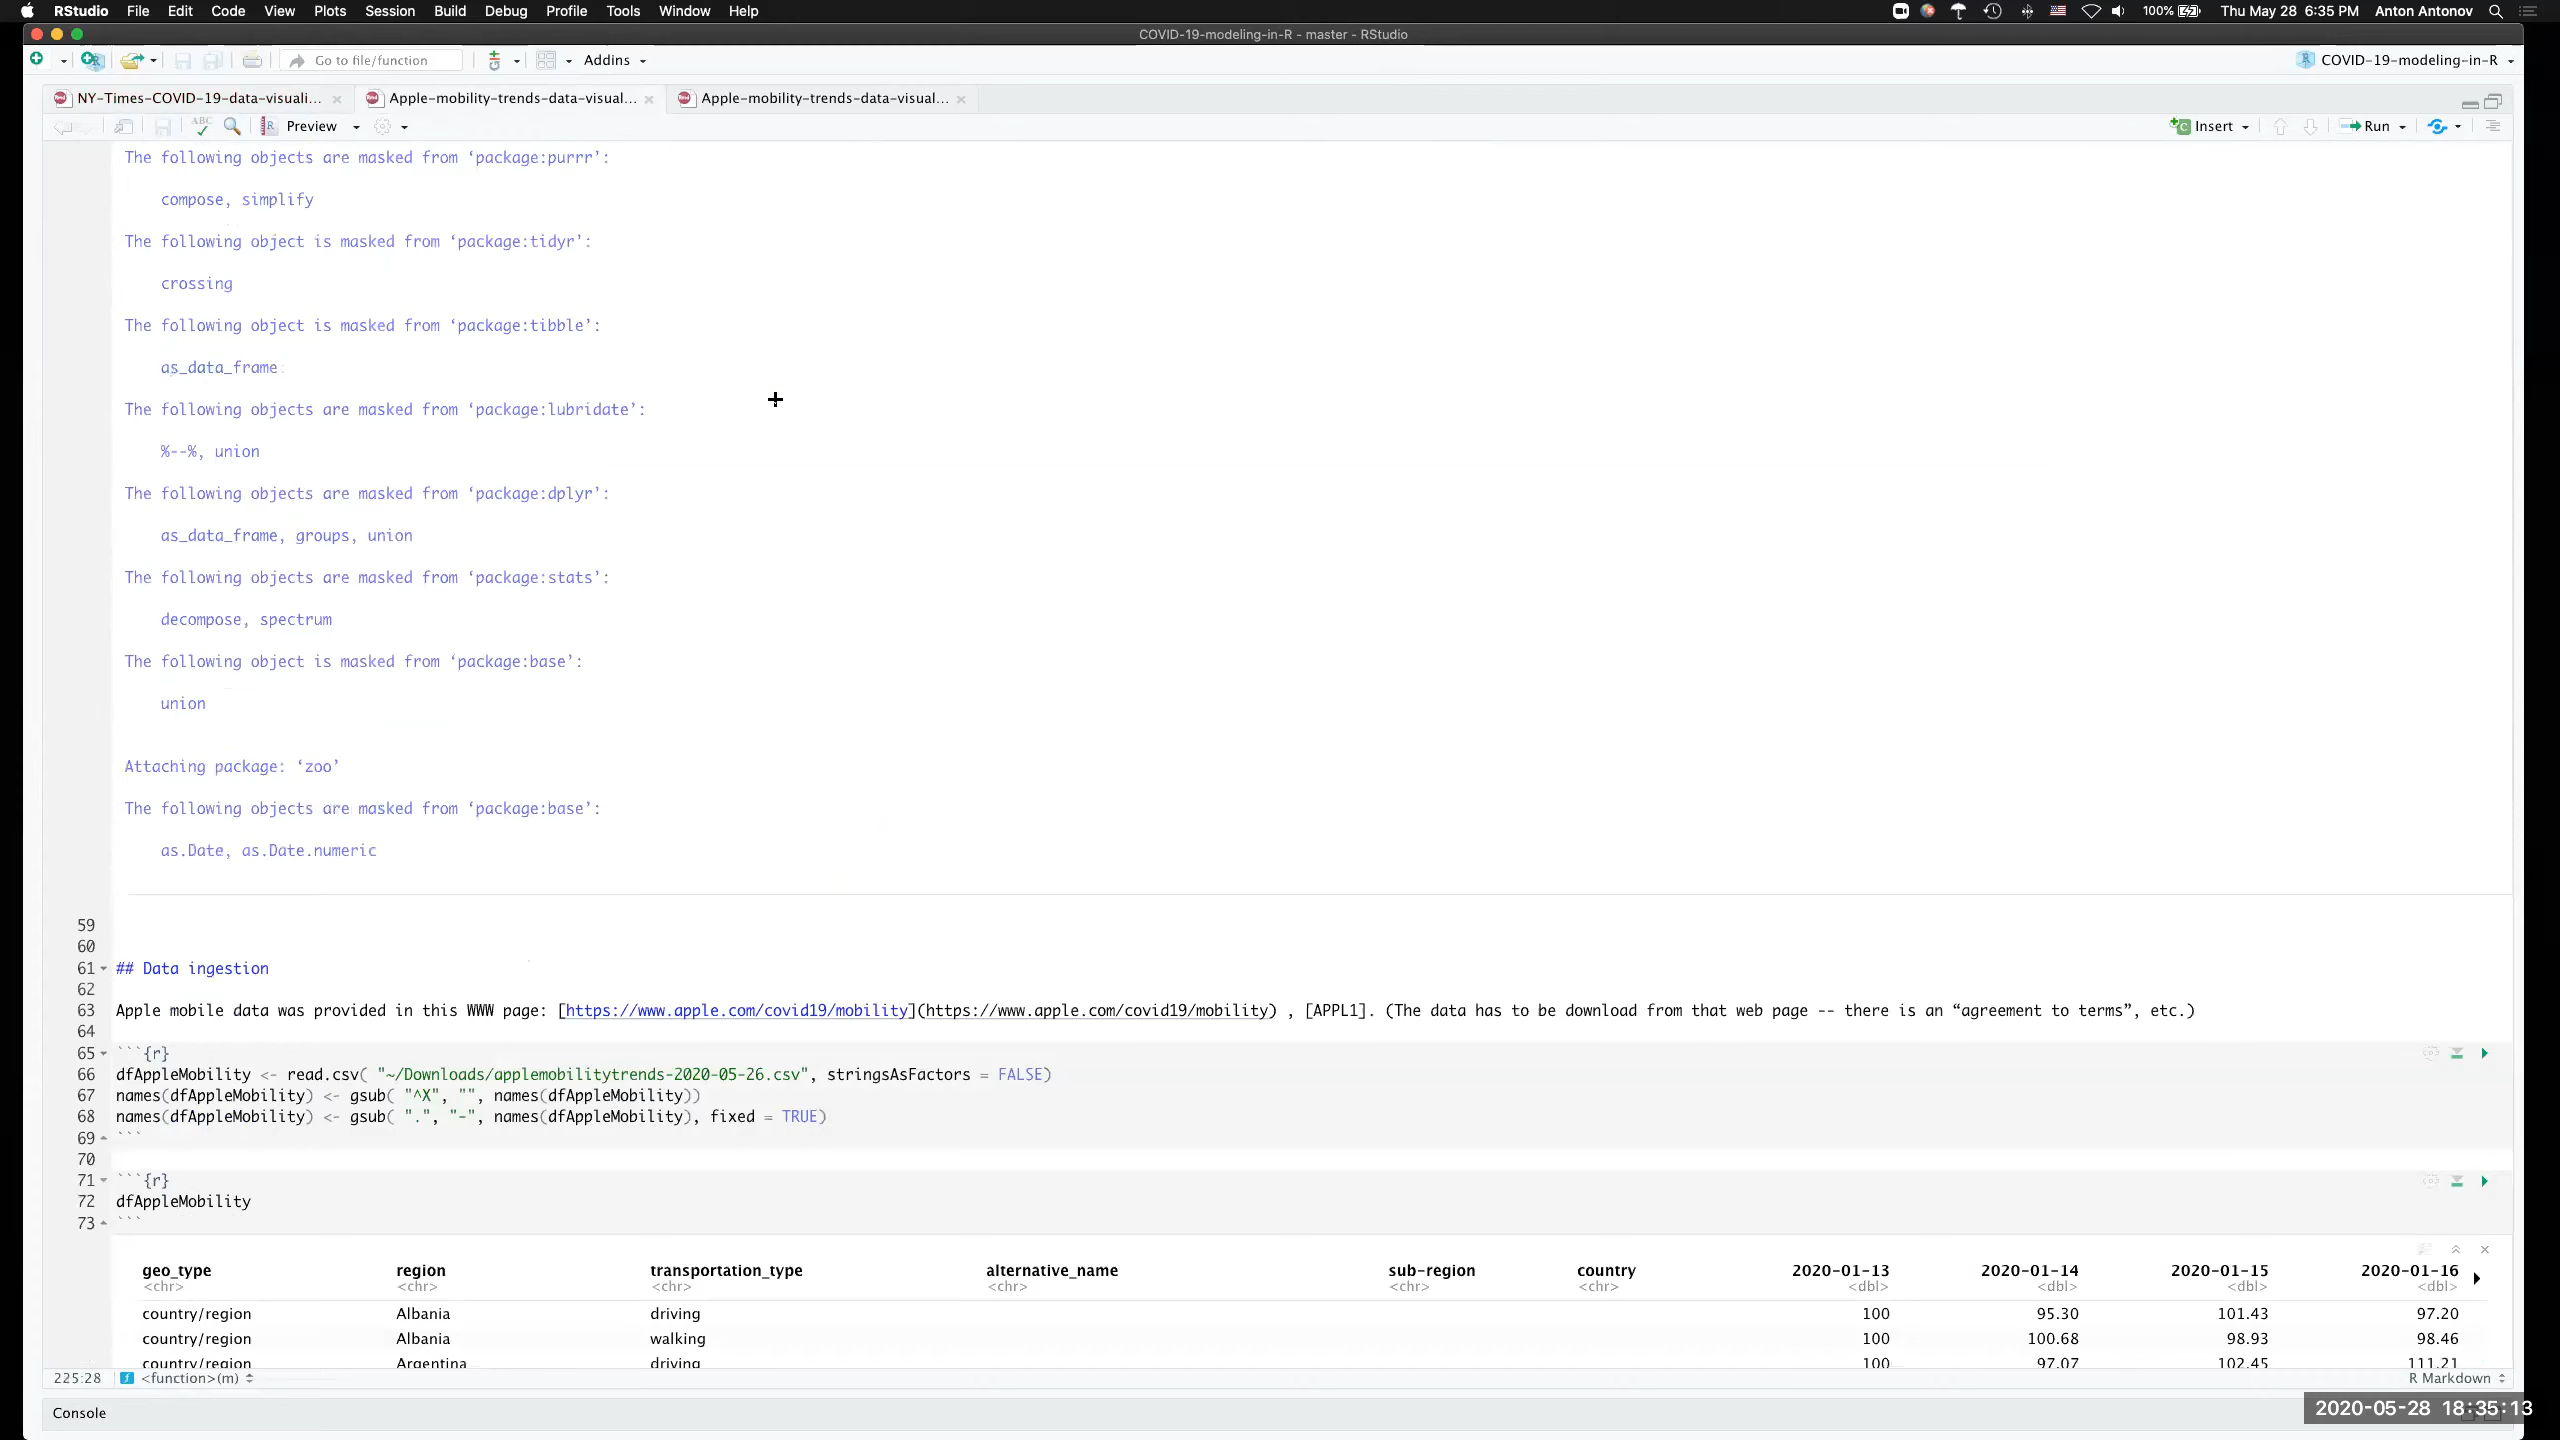 RStudio File Edit Code View Plots Session Build Debug Profile Tools Window Help 100% Thu May 28 6:35 PM Anton Antonov
COVID-19-modeling-in-R - master - RStudio
Go to file/function Addins COVID-19-modeling-in-R
NY-Times-COVID-19-data-visuali... Apple-mobility-trends-data-visual... Apple-mobility-trends-data-visual...
ABC Preview Insert Run
The following objects are masked from ‘package:purrr’:
compose, simplify
The following object is masked from ‘package:tidyr’:
crossing
The following object is masked from ‘package:tibble’:
as_data_frame
The following objects are masked from ‘package:lubridate’:
%--%, union
The following objects are masked from ‘package:dplyr’:
as_data_frame, groups, union
The following objects are masked from ‘package:stats’:
decompose, spectrum
The following object is masked from ‘package:base’:
union
Attaching package: ‘zoo’
The following objects are masked from ‘package:base’:
as.Date, as.Date.numeric
59
60
61 ## Data ingestion
62
63 Apple mobile data was provided in this WWW page: [https://www.apple.com/covid19/mobility](https://www.apple.com/covid19/mobility) , [APPL1]. (The data has to be download from that web page -- there is an “agreement to terms”, etc.)
64
65 ```{r}
66 dfAppleMobility <- read.csv( "~/Downloads/applemobilitytrends-2020-05-26.csv", stringsAsFactors = FALSE)
67 names(dfAppleMobility) <- gsub( "^X", "", names(dfAppleMobility))
68 names(dfAppleMobility) <- gsub( ".", "-", names(dfAppleMobility), fixed = TRUE)
69 ```
70
71 ```{r}
72 dfAppleMobility
73 ```
geo_type region transportation_type alternative_name sub-region country 2020-01-13 2020-01-14 2020-01-15 2020-01-16
<chr> <chr> <chr> <chr> <chr> <chr> <dbl> <dbl> <dbl> <dbl>
country/region Albania driving 100 95.30 101.43 97.20
country/region Albania walking 100 100.68 98.93 98.46
country/region Argentina driving 100 97.07 102.45 111.21
225:28 <function>(m) R Markdown
Console
2020-05-28 18:35:13